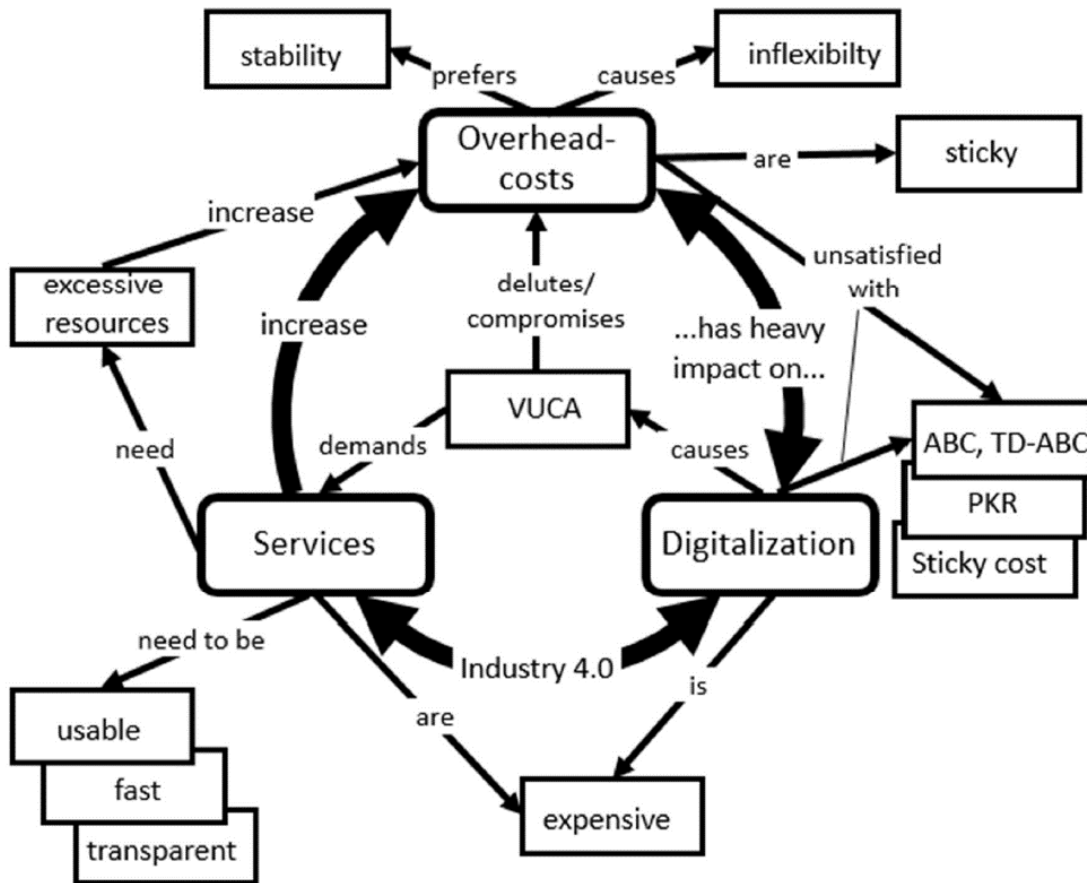 stability
inflexibilty
prefers
causes
Overhead-
costs
are
sticky
increase
unsatisfied
with
excessive
resources
delutes/
compromises
increase
...has heavy
impact on...
VUCA
need
demands
causes
ABC, TD-ABC
PKR
Services
Digitalization
Sticky cost
need to be
Industry 4.0
is
usable
are
fast
expensive
transparent